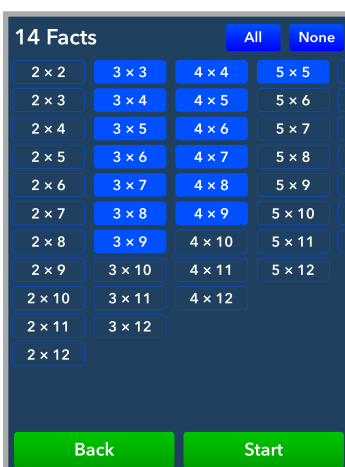 14 Facts All None
2 × 2 3 × 3 4 × 4 5 × 5
2 × 3 3 × 4 4 × 5 5 × 6
2 × 4 3 × 5 4 × 6 5 × 7
2 × 5 3 × 6 4 × 7 5 × 8
2 × 6 3 × 7 4 × 8 5 × 9
2 × 7 3 × 8 4 × 9 5 × 10
2 × 8 3 × 9 4 × 10 5 × 11
2 × 9 3 × 10 4 × 11 5 × 12
2 × 10 3 × 11 4 × 12
2 × 11 3 × 12
2 × 12
Back Start